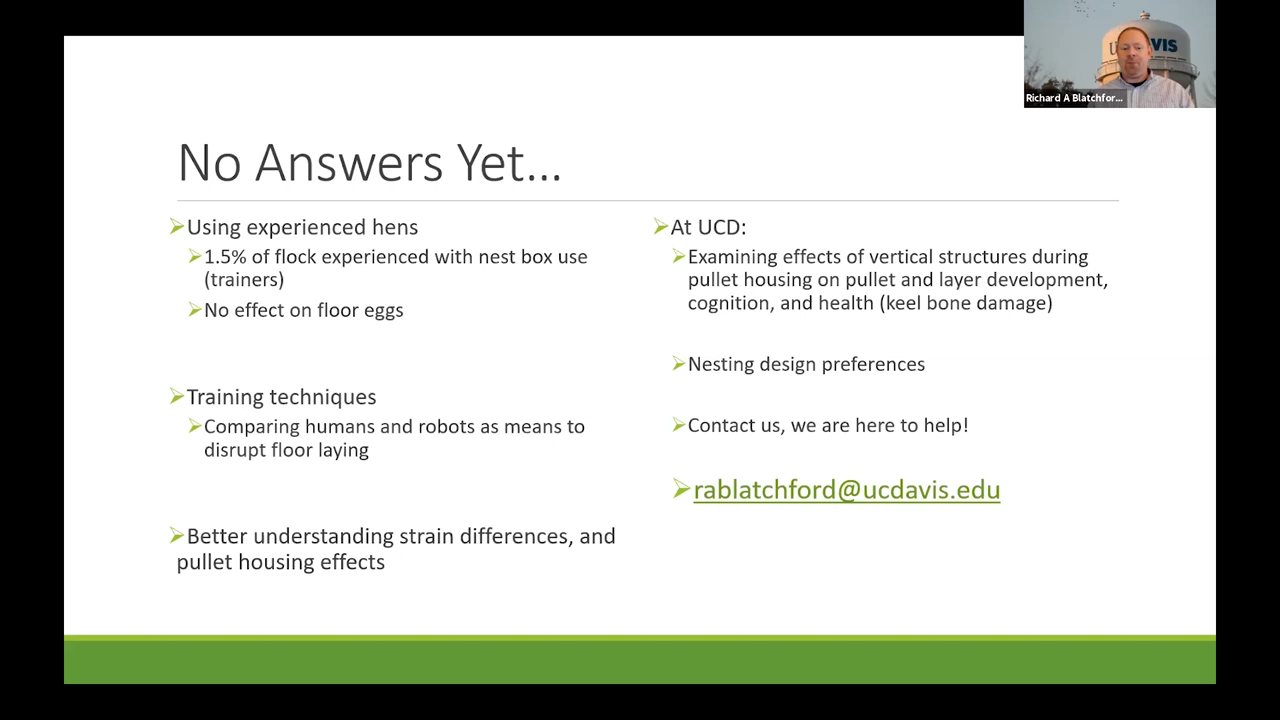 UC DAVIS
Richard A Blatchfor...
No Answers Yet...
➢Using experienced hens
➢1.5% of flock experienced with nest box use
(trainers)
➢No effect on floor eggs
➢Training techniques
➢Comparing humans and robots as means to
disrupt floor laying
➢Better understanding strain differences, and
pullet housing effects
➢At UCD:
➢Examining effects of vertical structures during
pullet housing on pullet and layer development,
cognition, and health (keel bone damage)
➢Nesting design preferences
➢Contact us, we are here to help!
➢rablatchford@ucdavis.edu